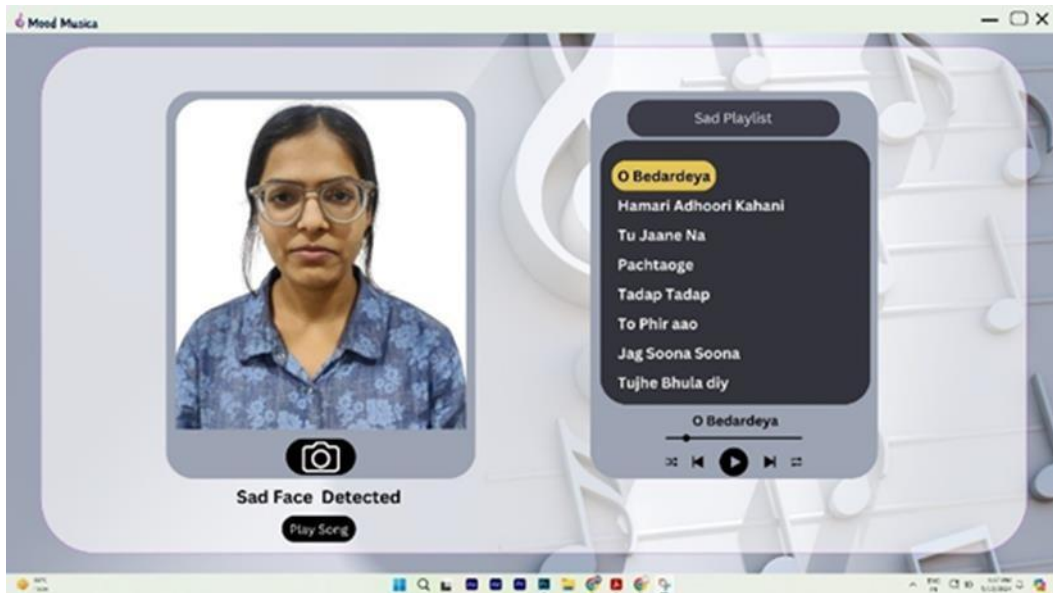 Mood Musica
Sad Playlist
O Bedardeya
Hamari Adhoori Kahani
Tu Jaane Na
Pachtaoge
Tadap Tadap
To Phir aao
Jag Soona Soona
Tujhe Bhula diy
O Bedardeya
Sad Face Detected
Play Song
ENG